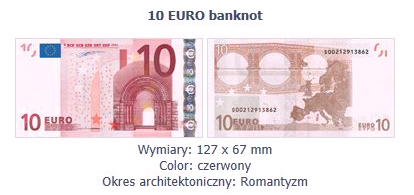 10 EURO banknot
10
10 EURO
10
S00212913862
S00212913862
10 EURO
10
Wymiary: 127 x 67 mm
Color: czerwony
Okres architektoniczny: Romantyzm